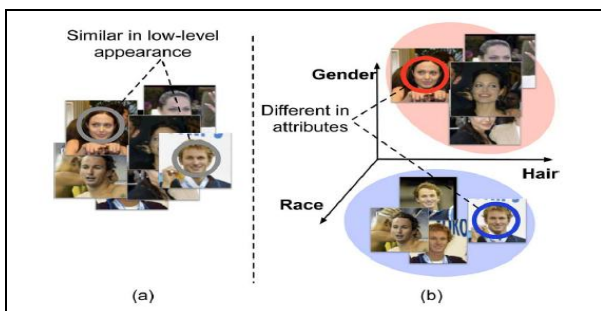 Similar in low-level
appearance
Gender
Different in
attributes
Hair
Race
(a)
(b)